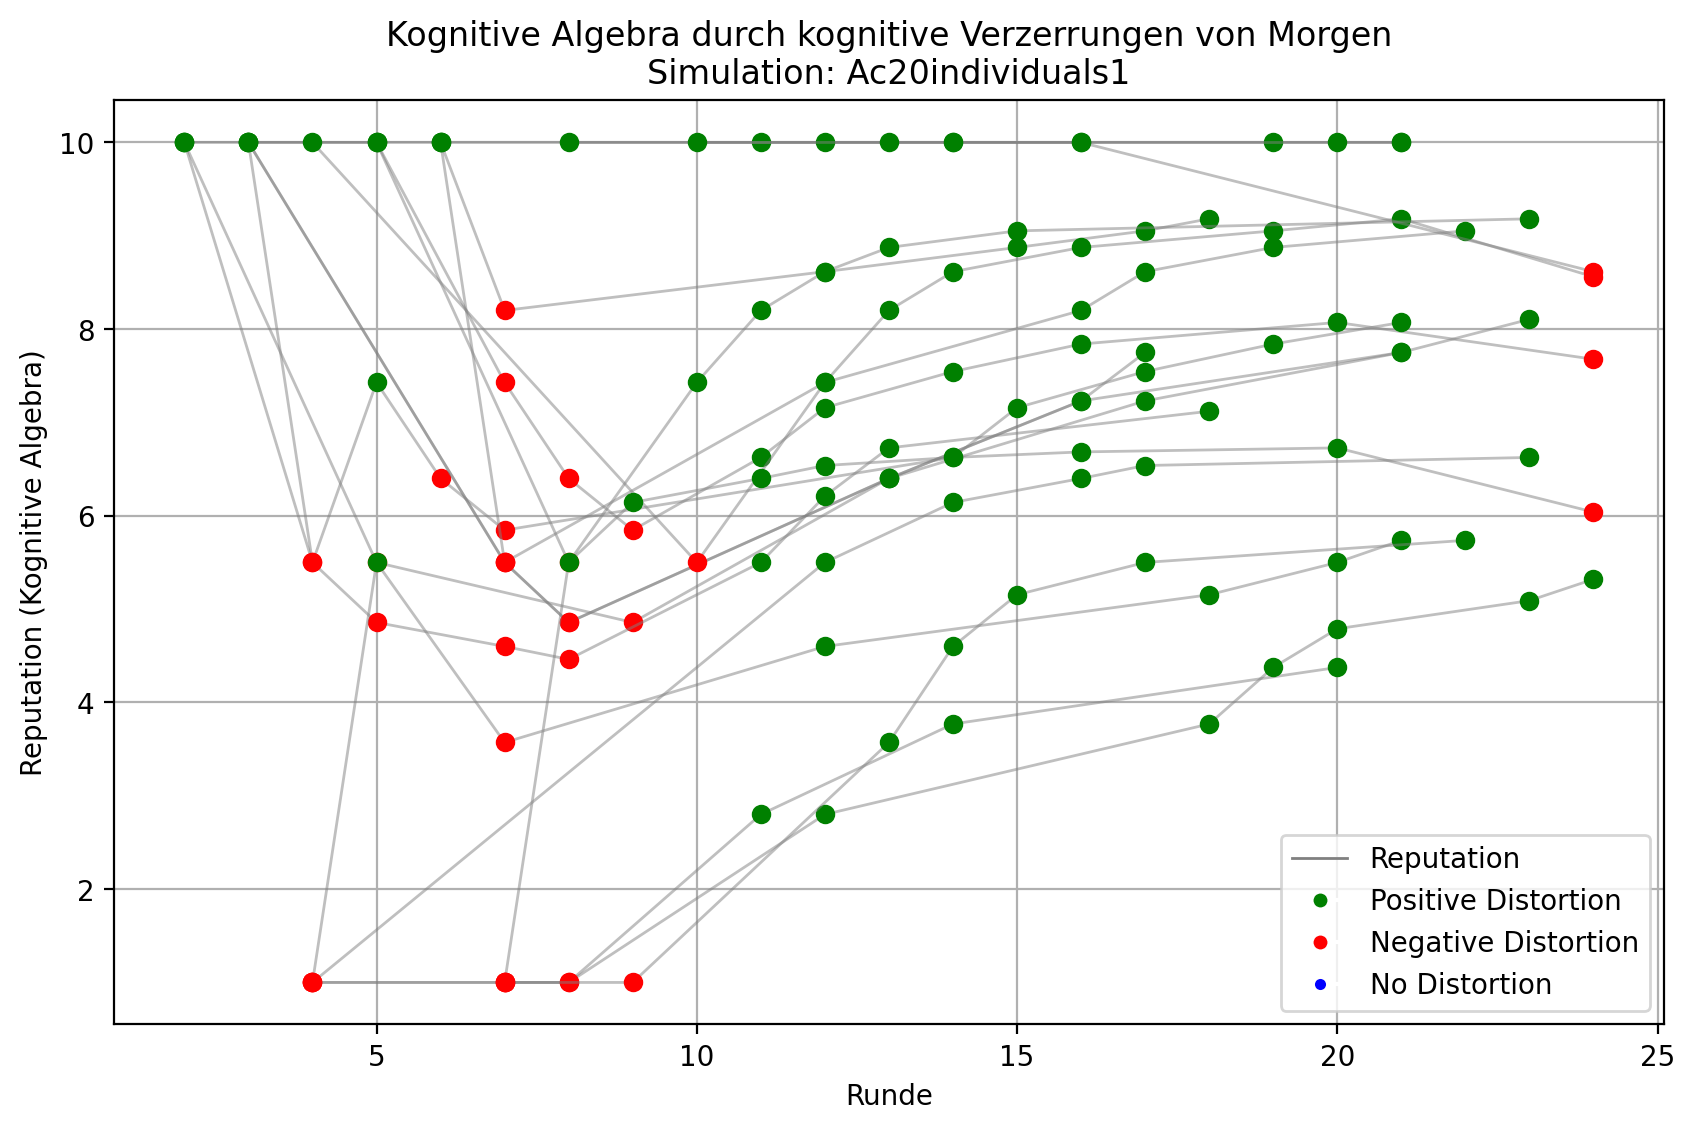 Kognitive Algebra durch kognitive Verzerrungen von Morgen
Simulation: Ac20individuals1
Reputation (Kognitive Algebra)
10
8
6
4
2
5
10
15
20
25
Runde
Reputation
Positive Distortion
Negative Distortion
No Distortion